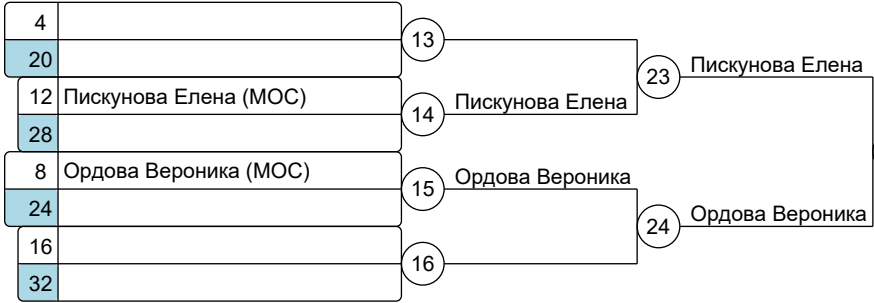 4
13
20
23 Пискунова Елена
12 Пискунова Елена (МОС)
14 Пискунова Елена
28
8 Ордова Вероника (МОС)
15 Ордова Вероника
24
24 Ордова Вероника
16
16
32